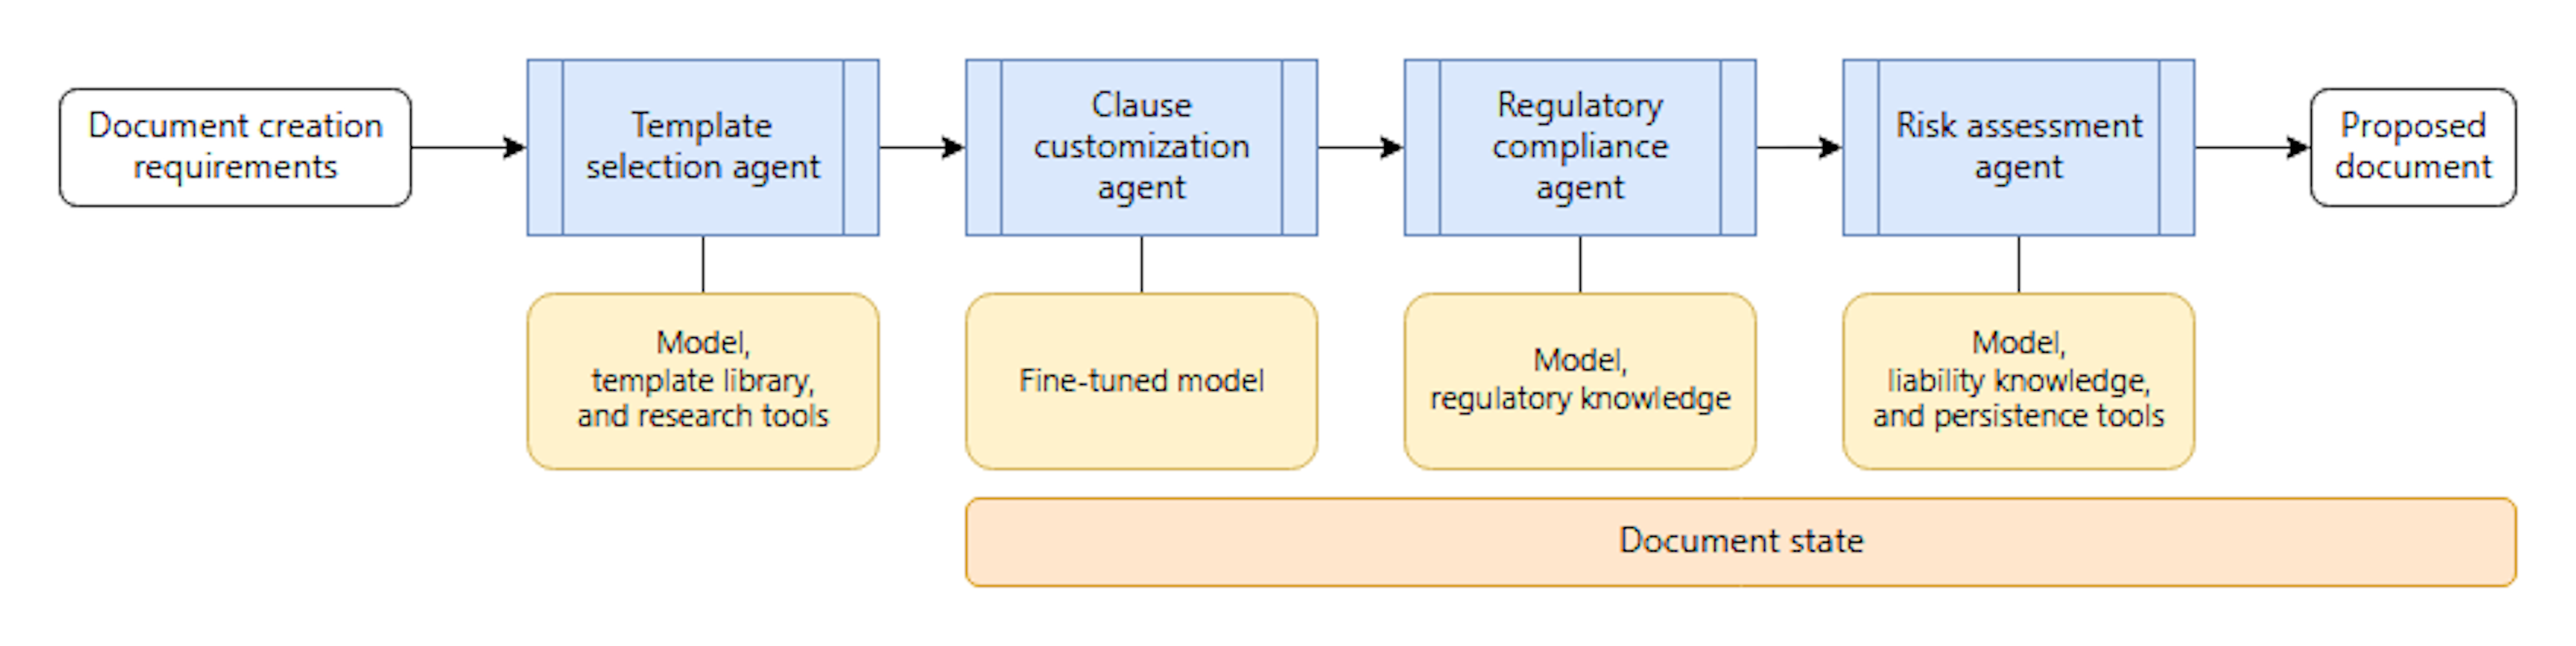 Document creation
requirements
Template
selection agent
Clause
customization
agent
Regulatory
compliance
agent
Risk assessment
agent
Proposed
document
Model,
template library,
and research tools
Fine-tuned model
Model,
regulatory knowledge
Model,
liability knowledge,
and persistence tools
Document state